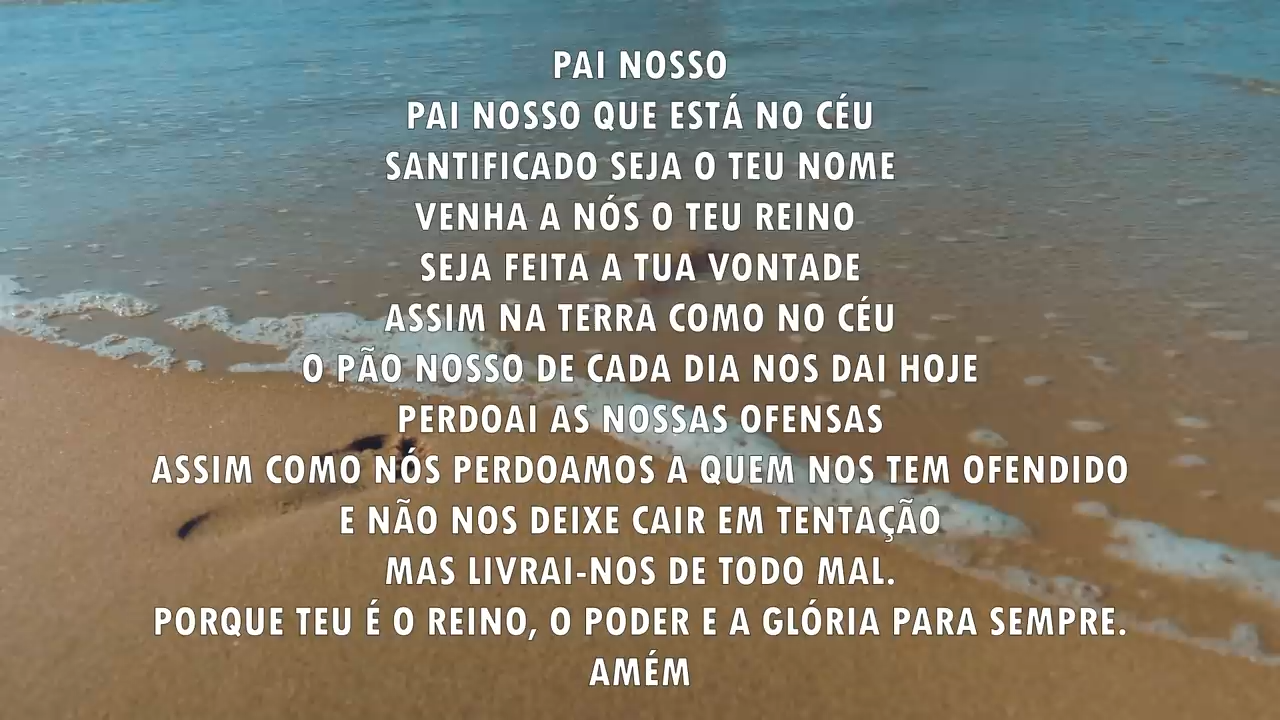 PAI NOSSO
PAI NOSSO QUE ESTÁ NO CÉU
SANTIFICADO SEJA O TEU NOME
VENHA A NÓS O TEU REINO
SEJA FEITA A TUA VONTADE
ASSIM NA TERRA COMO NO CÉU
O PÃO NOSSO DE CADA DIA NOS DAI HOJE
PERDOAI AS NOSSAS OFENSAS
ASSIM COMO NÓS PERDOAMOS A QUEM NOS TEM OFENDIDO
E NÃO NOS DEIXE CAIR EM TENTAÇÃO
MAS LIVRAI-NOS DE TODO MAL.
PORQUE TEU É O REINO, O PODER E A GLÓRIA PARA SEMPRE.
AMÉM